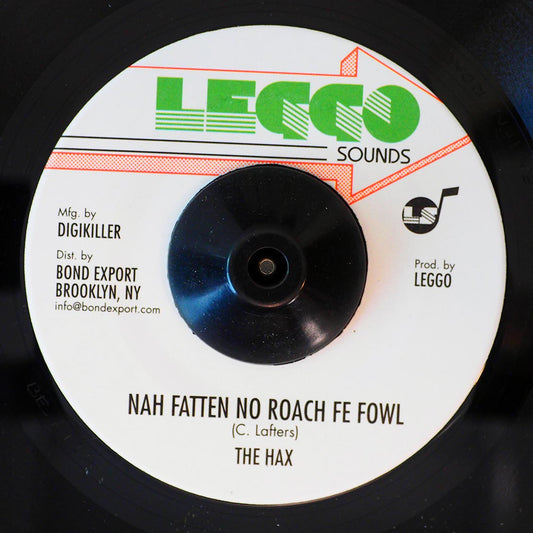 LEGGO
SOUNDS
Mfg. by
DIGIKILLER
Dist. by
BOND EXPORT
BROOKLYN, NY
info@bondexport.com
LS
Prod. by
LEGGO
NAH FATTEN NO ROACH FE FOWL
(C. Lafters)
THE HAX